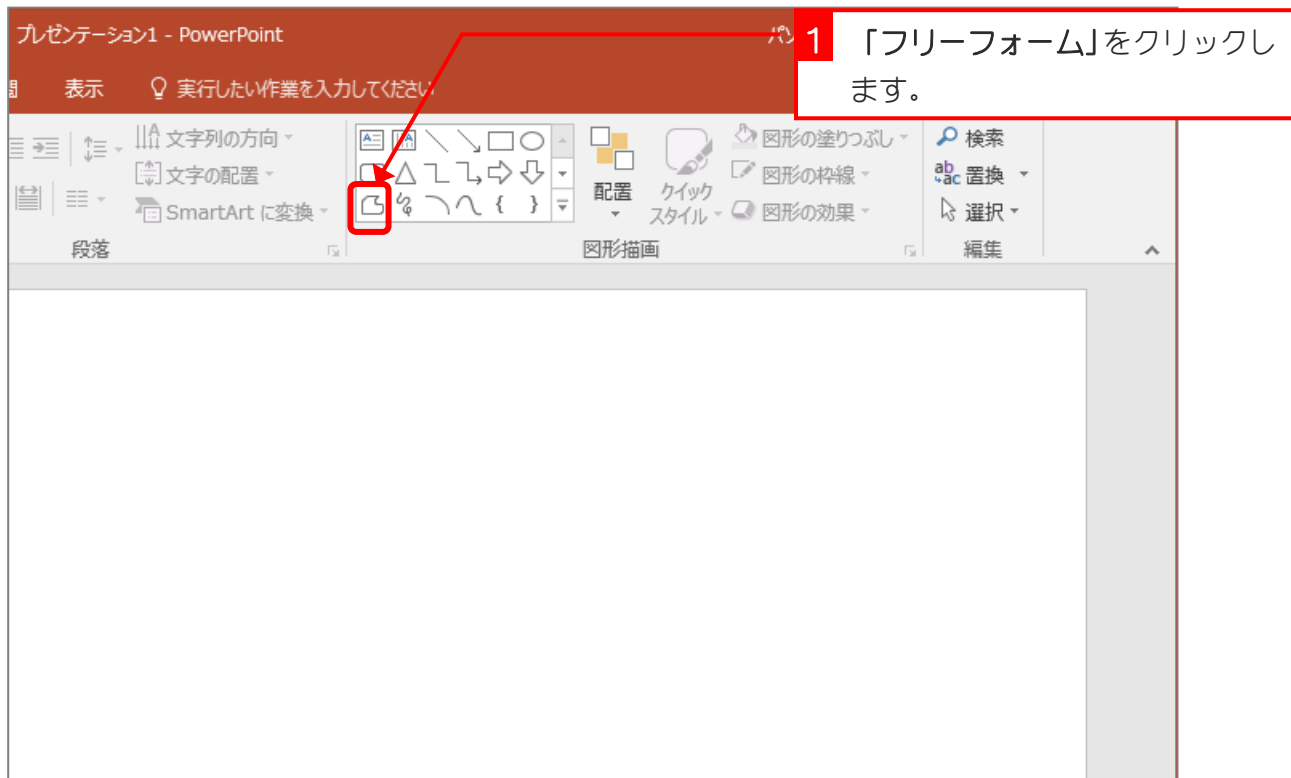 プレゼンテーション1 - PowerPoint
1 「フリーフォーム」をクリックし
ます。
表示 実行したい作業を入力してください
文字列の方向
文字の配置
SmartArt に変換
段落
配置
クイック
スタイル
図形の塗りつぶし
図形の枠線
図形の効果
図形描画
検索
置換
選択
編集